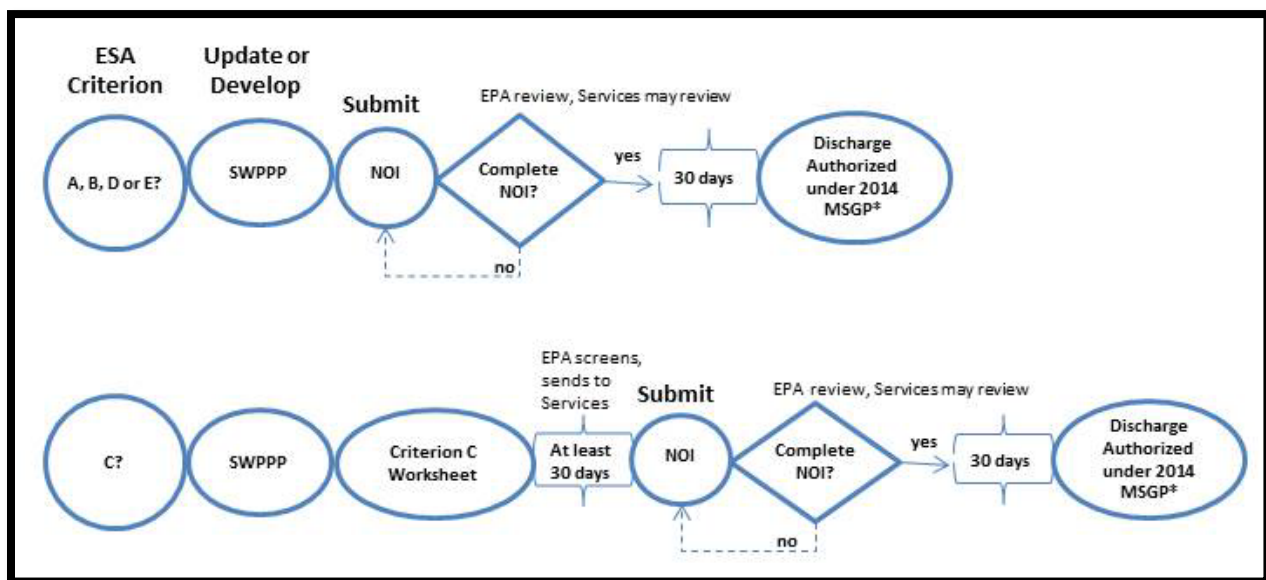 ESA
Criterion
Update or
Develop
Submit
EPA review, Services may review
A, B, D or E?
SWPPP
NOI
Complete
NOI?
yes
30 days
Discharge
Authorized
under 2014
MSGP*
no
EPA screens,
sends to
Services
Submit
EPA review, Services may review
C?
SWPPP
Criterion C
Worksheet
At least
30 days
NOI
Complete
NOI?
yes
30 days
Discharge
Authorized
under 2014
MSGP*
no